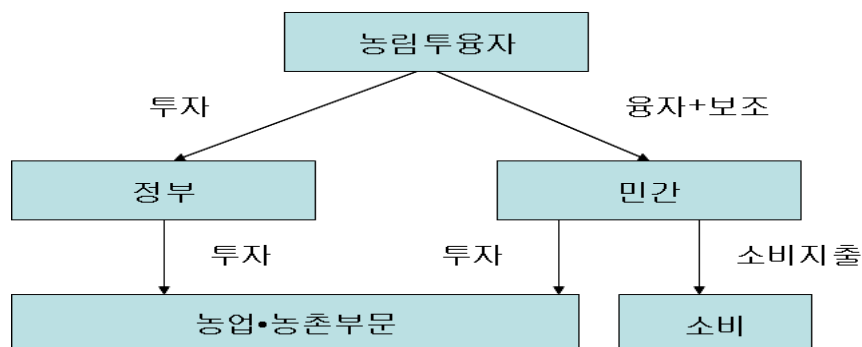 농림투융자
투자
융자+보조
정부
민간
투자
투자
소비지출
농업•농촌부문
소비